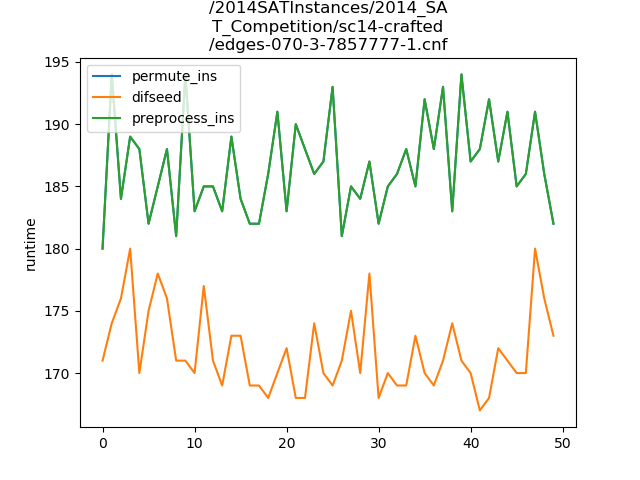 /2014SATInstances/2014_SA
T_Competition/sc14-crafted
/edges-070-3-7857777-1.cnf
195
190
185
180
175
170
runtime
permute_ins
difseed
preprocess_ins
0
10
20
30
40
50